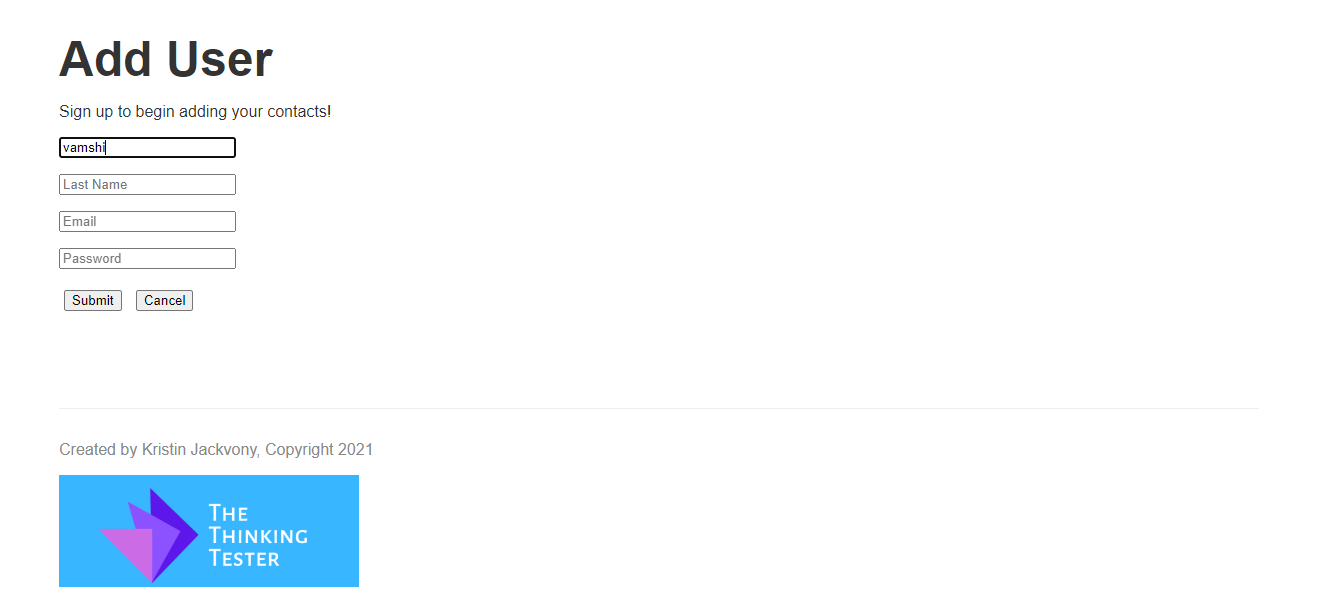 Add User
Sign up to begin adding your contacts!
vamshi
Last Name
Email
Password
Submit Cancel
Created by Kristin Jackvony, Copyright 2021
The
Thinking
Tester